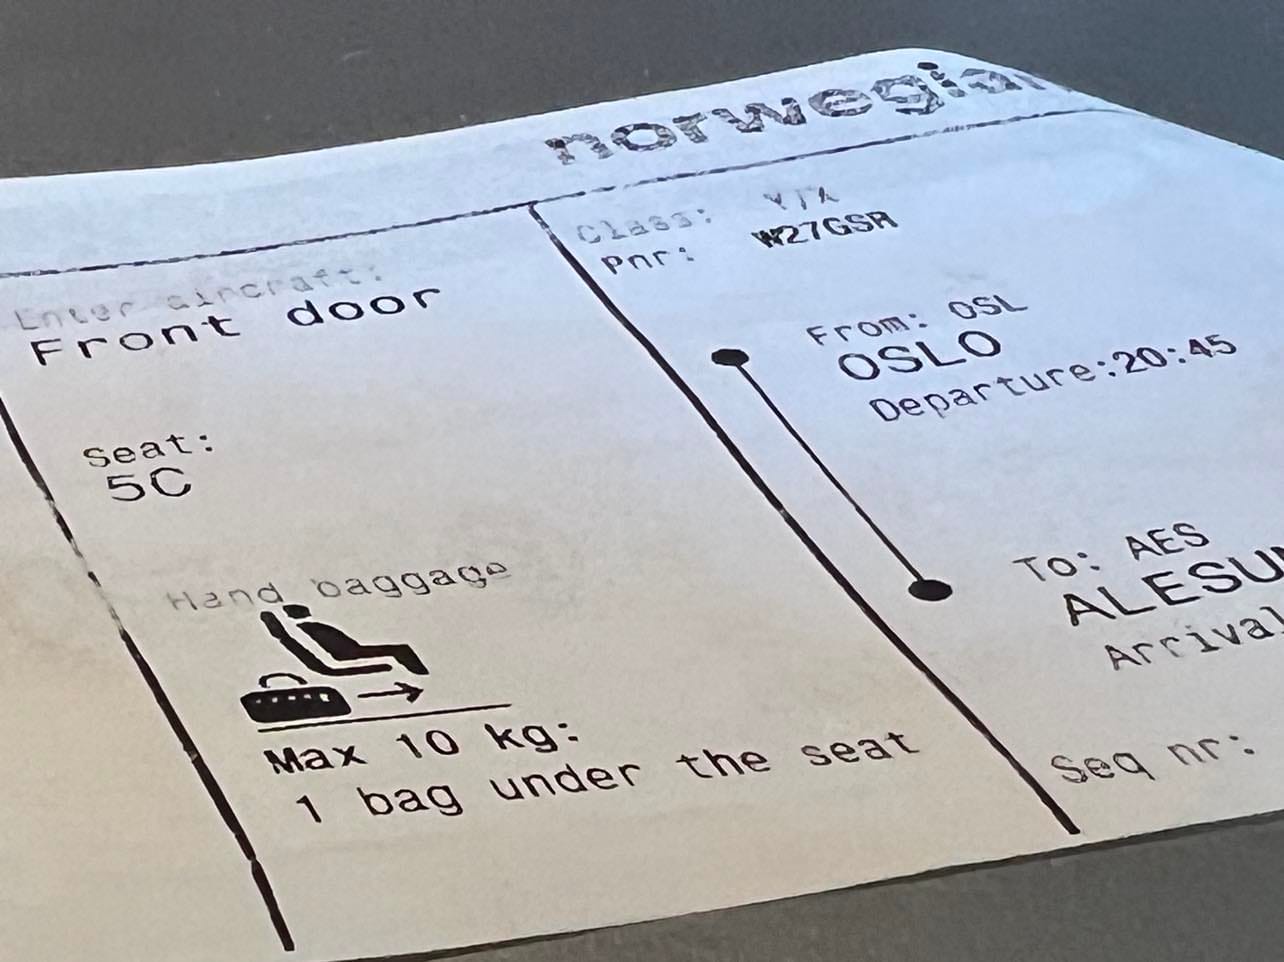 norwegian
Enter aircraft:
Front door
Seat:
5C
Hand baggage
Max 10 kg:
1 bag under the seat
Class:
Pnr: W27GSR
From: OSL
OSLO
Departure:20:45
To: AES
ALESU
Arrival
Seq nr: